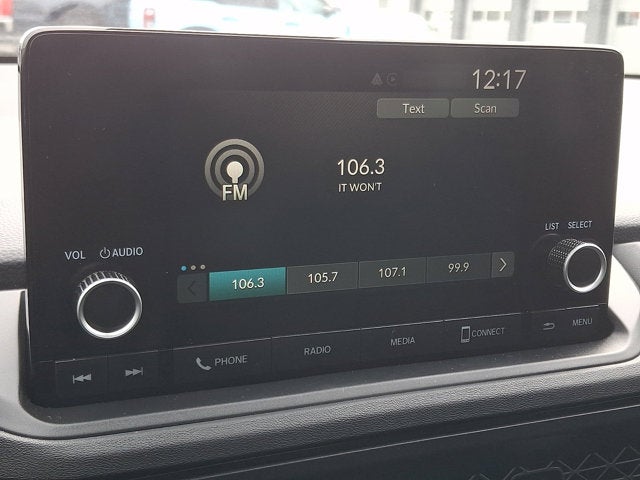 12:17
Text Scan
106.3
FM
IT WON'T
LIST SELECT
VOL AUDIO
106.3 105.7 107.1 99.9
PHONE RADIO MEDIA CONNECT MENU